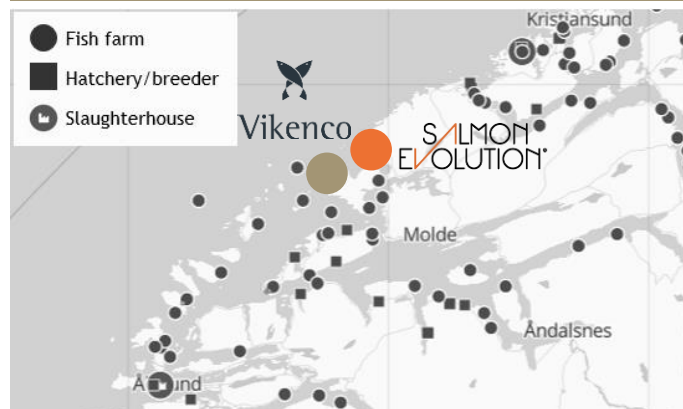 Fish farm
Hatchery/breeder
Slaughterhouse
Kristiansund
Vikenco
SALMON
EVOLUTION®
Molde
Åndalsnes